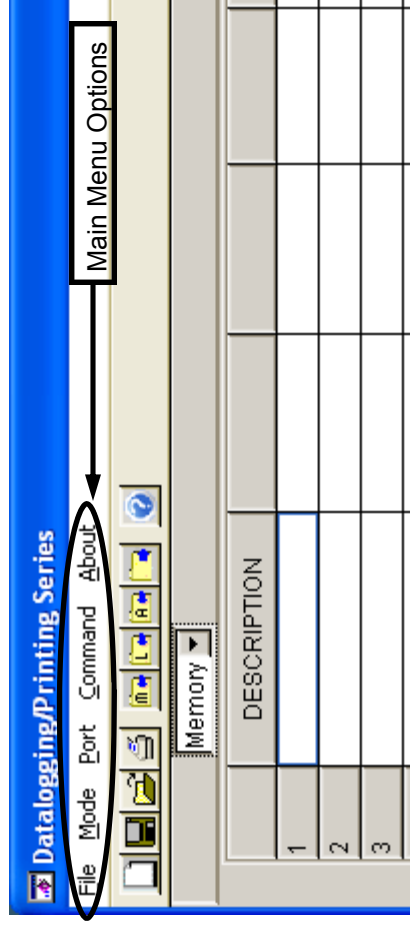 Datalogging/Printing Series
File Mode Port Command About
Main Menu Options
m L A
Memory
DESCRIPTION
1
2
3